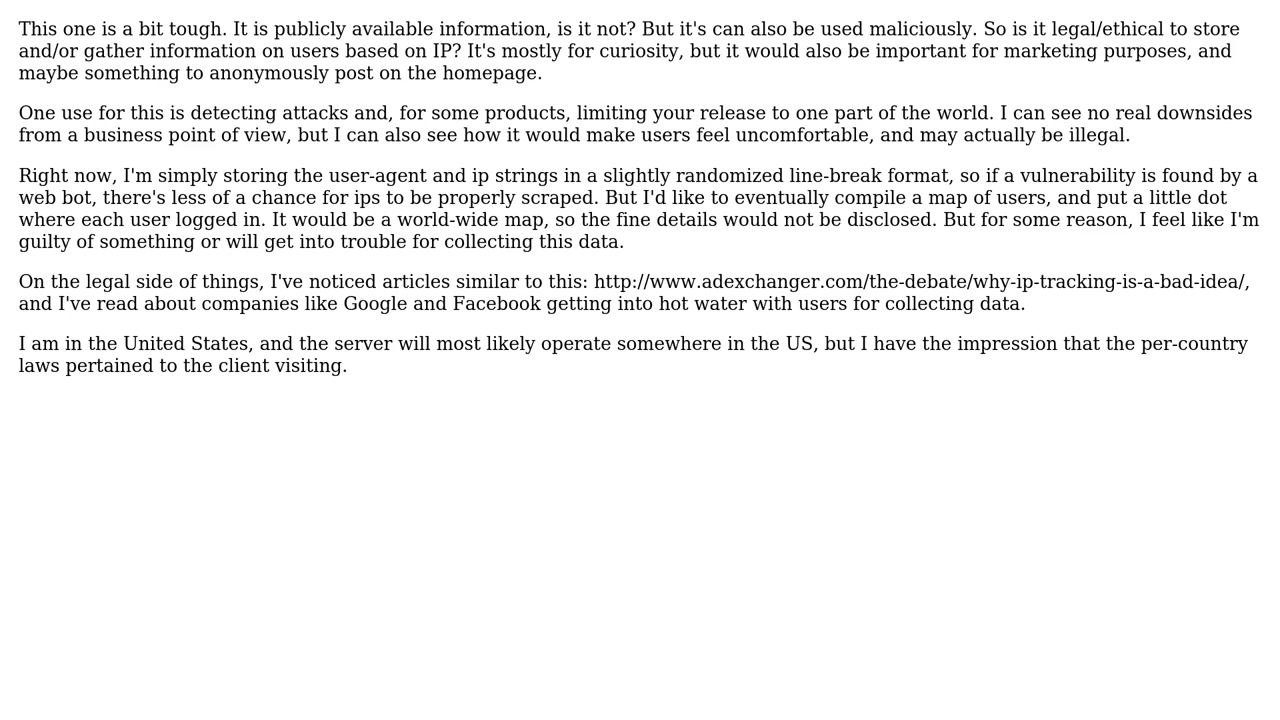 This one is a bit tough. It is publicly available information, is it not? But it's can also be used maliciously. So is it legal/ethical to store
and/or gather information on users based on IP? It's mostly for curiosity, but it would also be important for marketing purposes, and
maybe something to anonymously post on the homepage.
One use for this is detecting attacks and, for some products, limiting your release to one part of the world. I can see no real downsides
from a business point of view, but I can also see how it would make users feel uncomfortable, and may actually be illegal.
Right now, I'm simply storing the user-agent and ip strings in a slightly randomized line-break format, so if a vulnerability is found by a
web bot, there's less of a chance for ips to be properly scraped. But I'd like to eventually compile a map of users, and put a little dot
where each user logged in. It would be a world-wide map, so the fine details would not be disclosed. But for some reason, I feel like I'm
guilty of something or will get into trouble for collecting this data.
On the legal side of things, I've noticed articles similar to this: http://www.adexchanger.com/the-debate/why-ip-tracking-is-a-bad-idea/,
and I've read about companies like Google and Facebook getting into hot water with users for collecting data.
I am in the United States, and the server will most likely operate somewhere in the US, but I have the impression that the per-country
laws pertained to the client visiting.